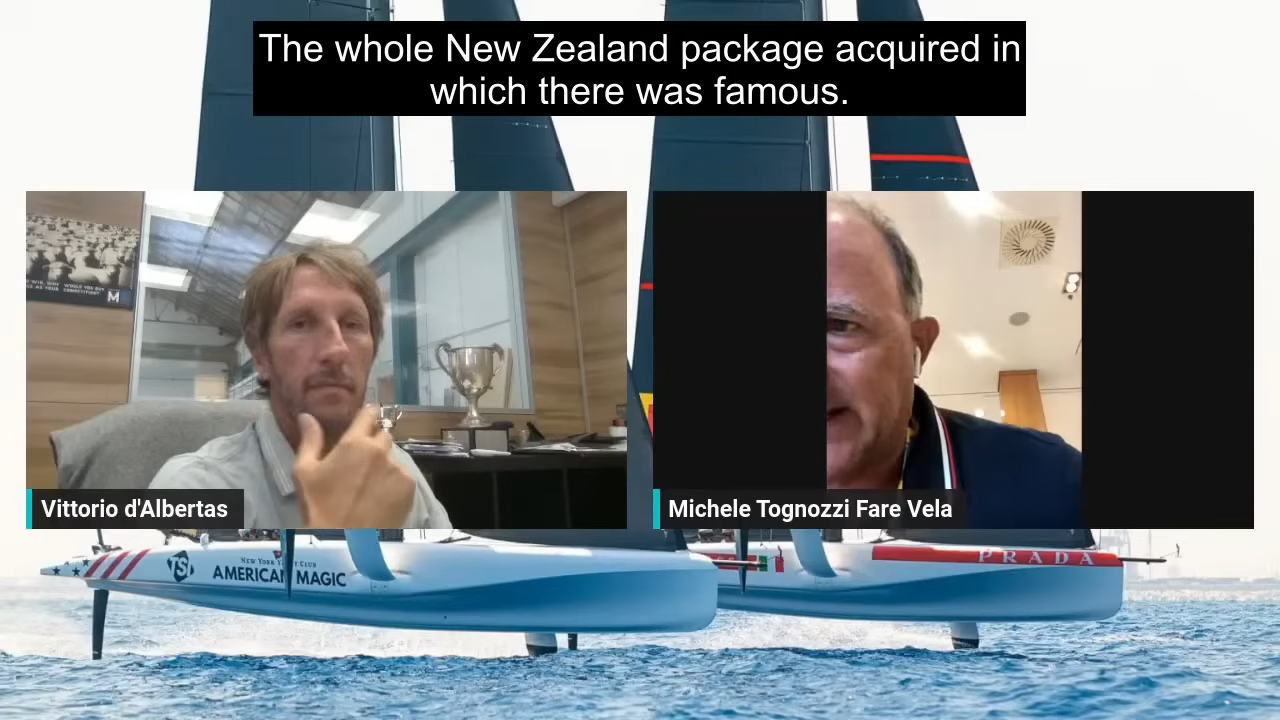 The whole New Zealand package acquired in
which there was famous.
M
Vittorio d'Albertas
Michele Tognozzi Fare Vela
TSI
NEW YORK YACHT CLUB
AMERICAN MAGIC
PRADA